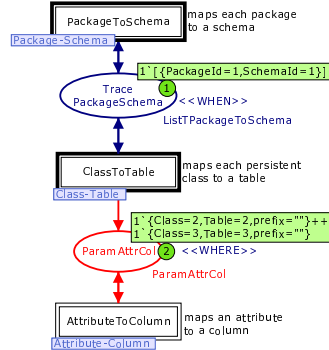 PackageToSchema
maps each package
to a schema
Package-Schema
1`[{PackageId=1,SchemaId=1}]
Trace
PackageSchema
1
<<WHEN>>
ListTPackageToSchema
ClassToTable
maps each persistent
class to a table
Class-Table
1`{Class=2,Table=2,prefix=""}++
1`{Class=3,Table=3,prefix=""}
ParamAttrCol
2
<<WHERE>>
ParamAttrCol
AttributeToColumn
maps an attribute
to a column
Attribute-Column